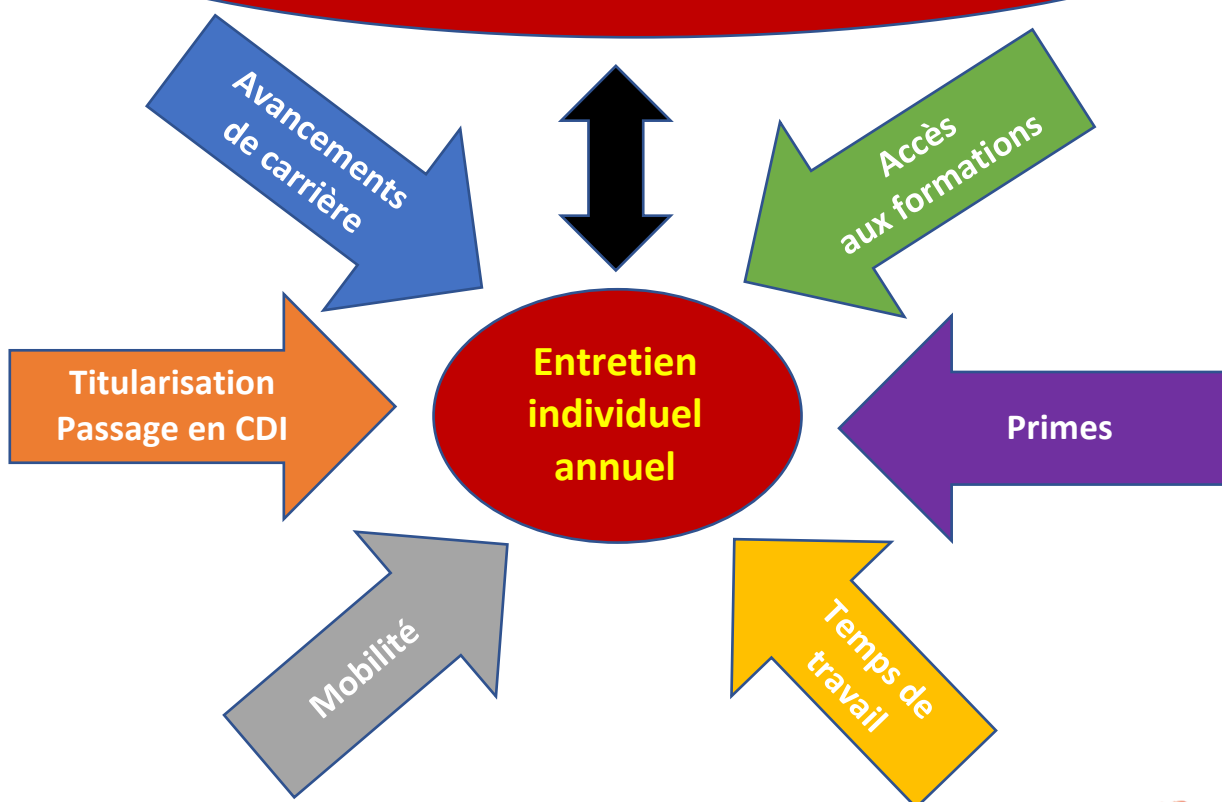 Avancements
de carrière
Accès
aux formations
Titularisation
Passage en CDI
Entretien
individuel
annuel
Primes
Mobilité
Temps de
travail